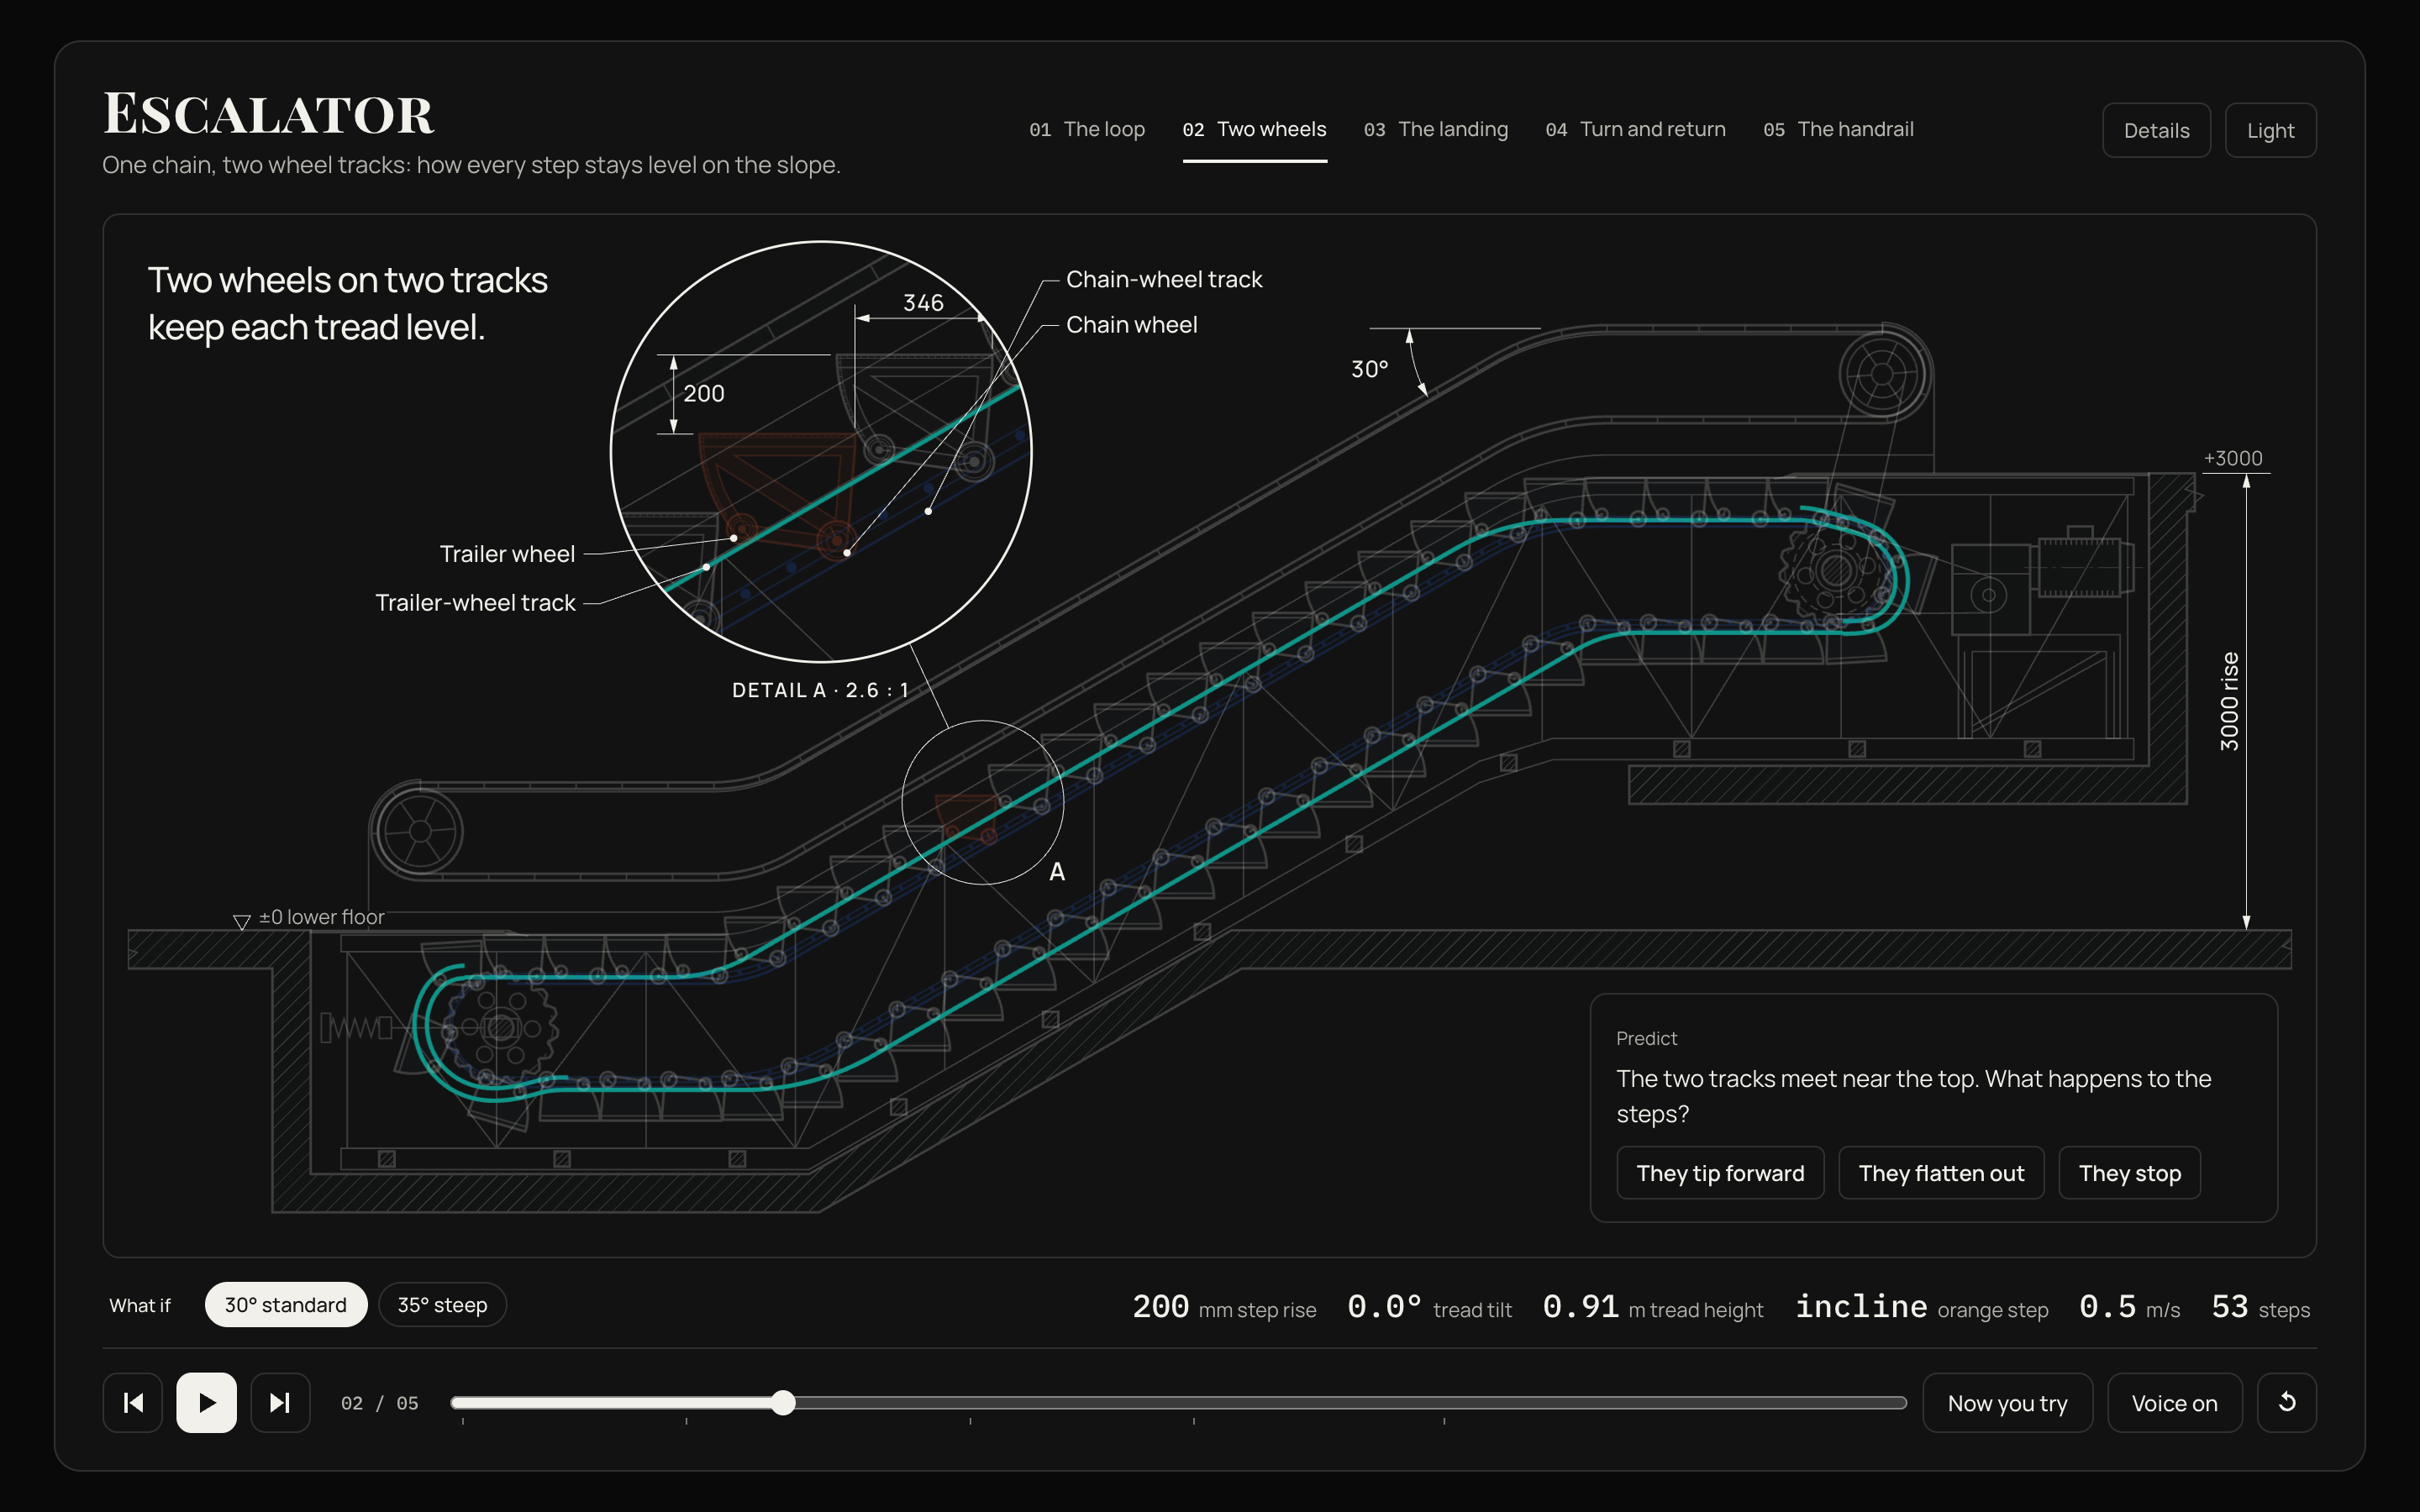 ESCALATOR
One chain, two wheel tracks: how every step stays level on the slope.
01 The loop
02 Two wheels
03 The landing
04 Turn and return
05 The handrail
Details
Light
Two wheels on two tracks
keep each tread level.
346
200
Chain-wheel track
Chain wheel
Trailer wheel
Trailer-wheel track
DETAIL A · 2.6 : 1
A
30°
+3000
3000 rise
±0 lower floor
Predict
The two tracks meet near the top. What happens to the
steps?
They tip forward
They flatten out
They stop
What if
30° standard
35° steep
200 mm step rise
0.0° tread tilt
0.91 m tread height
incline orange step
0.5 m/s
53 steps
02 / 05
Now you try
Voice on